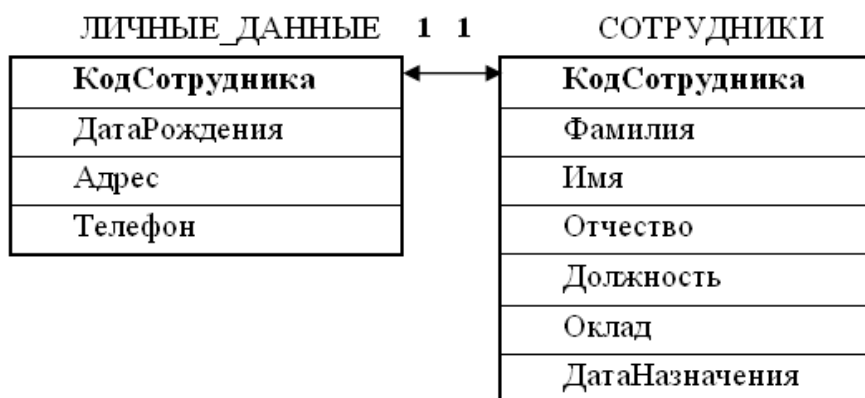 ЛИЧНЫЕ_ДАННЫЕ 1 1 СОТРУДНИКИ
КодСотрудника
ДатаРождения
Адрес
Телефон
КодСотрудника
Фамилия
Имя
Отчество
Должность
Оклад
ДатаНазначения